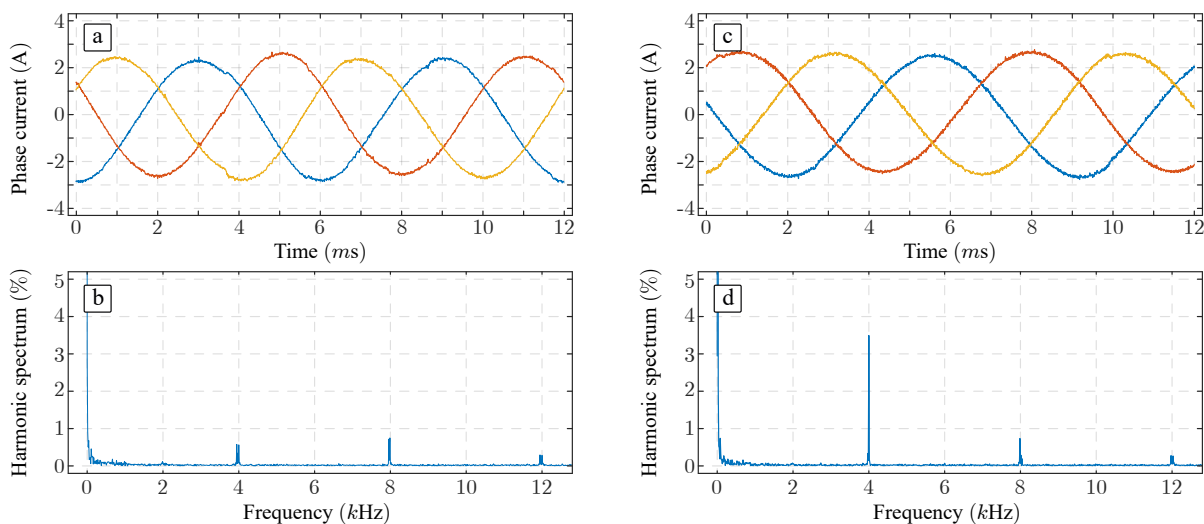 a
Phase current (A)
4
2
0
-2
-4
0 2 4 6 8 10 12
Time (ms)
c
Phase current (A)
4
2
0
-2
-4
0 2 4 6 8 10 12
Time (ms)
b
Harmonic spectrum (%)
5
4
3
2
1
0
0 2 4 6 8 10 12
Frequency (kHz)
d
Harmonic spectrum (%)
5
4
3
2
1
0
0 2 4 6 8 10 12
Frequency (kHz)